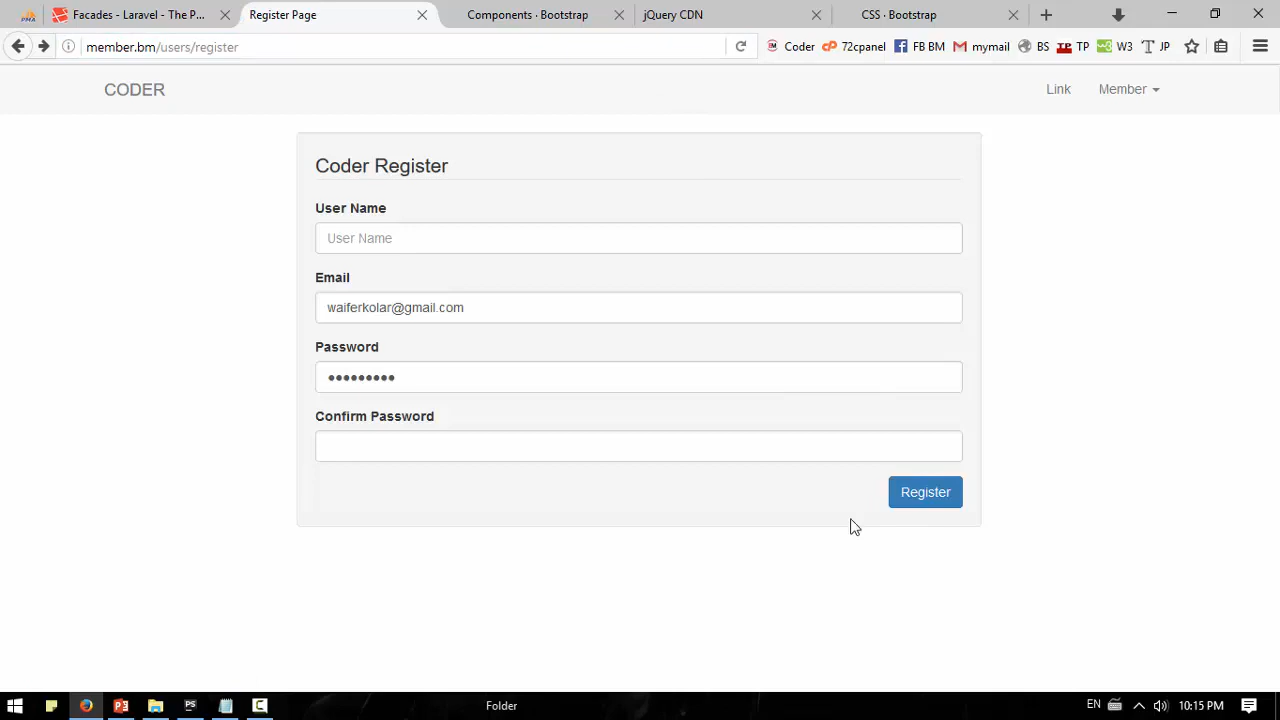 Facades - Laravel - The P...
Register Page
Components · Bootstrap
jQuery CDN
CSS · Bootstrap
member.bm/users/register
Coder
72cpanel
FB BM
mymail
BS
TP
W3
JP
CODER
Link
Member
Coder Register
User Name
User Name
Email
waiferkolar@gmail.com
Password
•••••••••
Confirm Password
Register
Folder
EN
10:15 PM